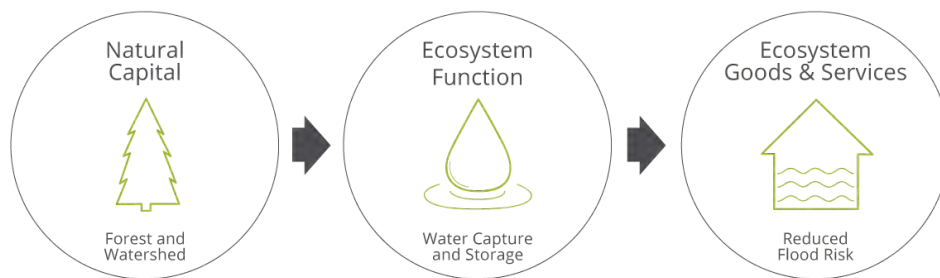 Natural
Capital
Forest and
Watershed
Ecosystem
Function
Water Capture
and Storage
Ecosystem
Goods & Services
Reduced
Flood Risk